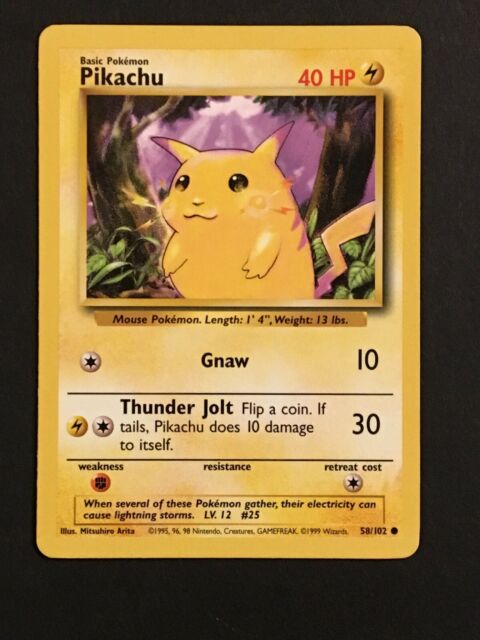 Basic Pokémon
Pikachu 40 HP
Mouse Pokémon. Length: 1' 4", Weight: 13 lbs.
Gnaw 10
Thunder Jolt Flip a coin. If
tails, Pikachu does 10 damage
to itself.
30
weakness resistance retreat cost
When several of these Pokémon gather, their electricity can
cause lightning storms. LV. 12 #25
Illus. Mitsuhiro Arita ©1995, 96, 98 Nintendo, Creatures, GAMEFREAK. ©1999 Wizards. 58/102